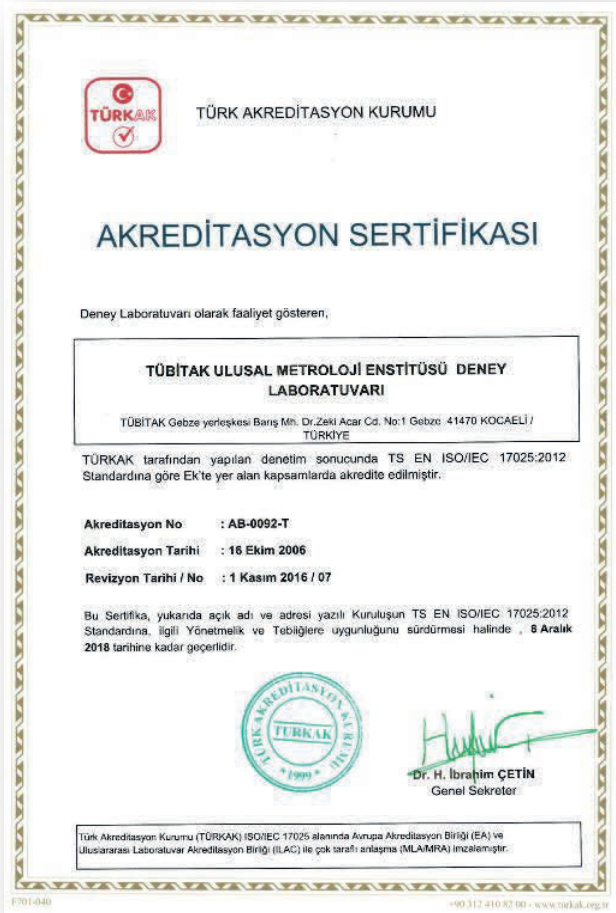 TÜRKAK
TÜRK AKREDİTASYON KURUMU
AKREDİTASYON SERTİFİKASI
Deney Laboratuvarı olarak faaliyet gösteren,
TÜBİTAK ULUSAL METROLOJİ ENSTİTÜSÜ DENEY
LABORATUVARI
TÜBİTAK Gebze yerleşkesi Barış Mh. Dr.Zeki Acar Cd. No:1 Gebze 41470 KOCAELİ /
TÜRKİYE
TÜRKAK tarafından yapılan denetim sonucunda TS EN ISO/IEC 17025:2012
Standardına göre Ek'te yer alan kapsamlarda akredite edilmiştir.
Akreditasyon No : AB-0092-T
Akreditasyon Tarihi : 16 Ekim 2006
Revizyon Tarihi / No : 1 Kasım 2016 / 07
Bu Sertifika, yukarıda açık adı ve adresi yazılı Kuruluşun TS EN ISO/IEC 17025:2012
Standardına, ilgili Yönetmelik ve Tebliğlere uygunluğunu sürdürmesi halinde , 8 Aralık
2018 tarihine kadar geçerlidir.
TÜRK AKREDİTASYON KURUMU
TÜRKAK
*1999*
Dr. H. İbrahim ÇETİN
Genel Sekreter
Türk Akreditasyon Kurumu (TÜRKAK) ISO/IEC 17025 alanında Avrupa Akreditasyon Birliği (EA) ve
Uluslararası Laboratuvar Akreditasyon Birliği (ILAC) ile çok taraflı anlaşma (MLA/MRA) imzalamıştır.
F701-040
+90 312 410 82 00 - www.turkak.org.tr